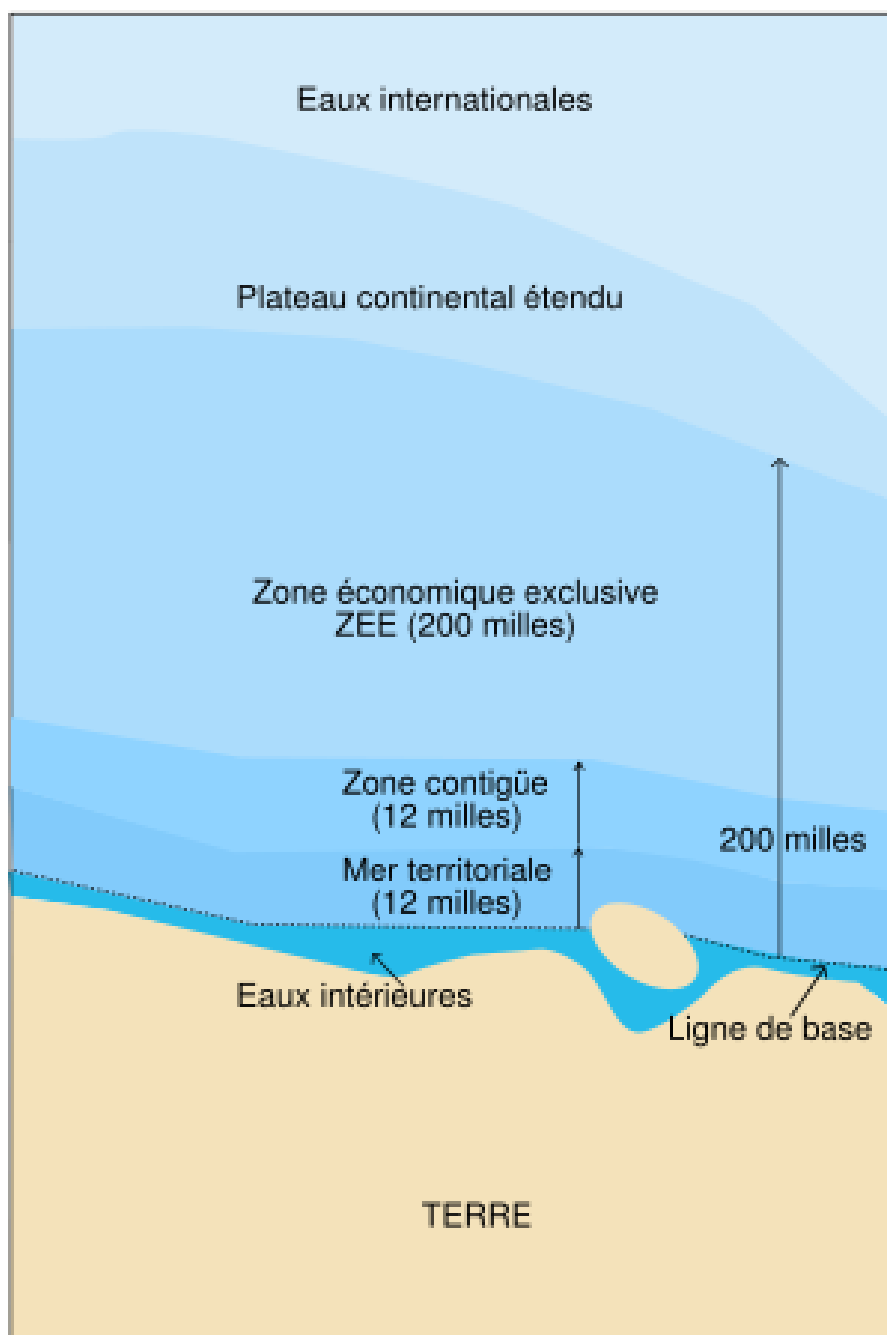 Eaux internationales
Plateau continental étendu
Zone économique exclusive
ZEE (200 milles)
Zone contigüe
(12 milles)
200 milles
Mer territoriale
(12 milles)
Eaux intérieures
Ligne de base
TERRE